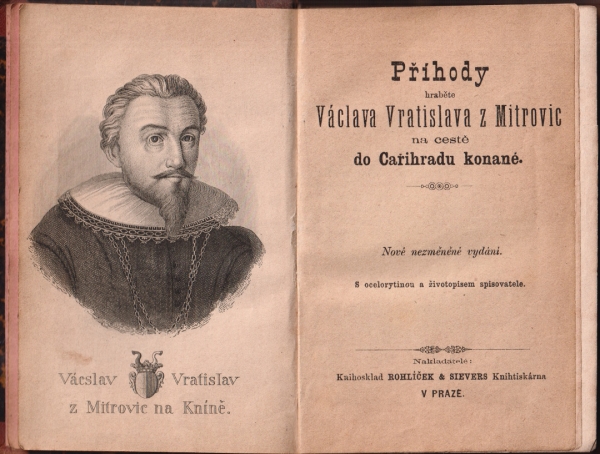 Vácslav Vratislav
z Mitrovic na Kníně.
Příhody
hraběte
Václava Vratislava z Mitrovic
na cestě
do Cařihradu konané.
Nové nezměněné vydání.
S ocelorytinou a životopisem spisovatele.
Nakladatelé:
Knihosklad ROHLÍČEK & SIEVERS Knihtiskárna
V PRAZE.